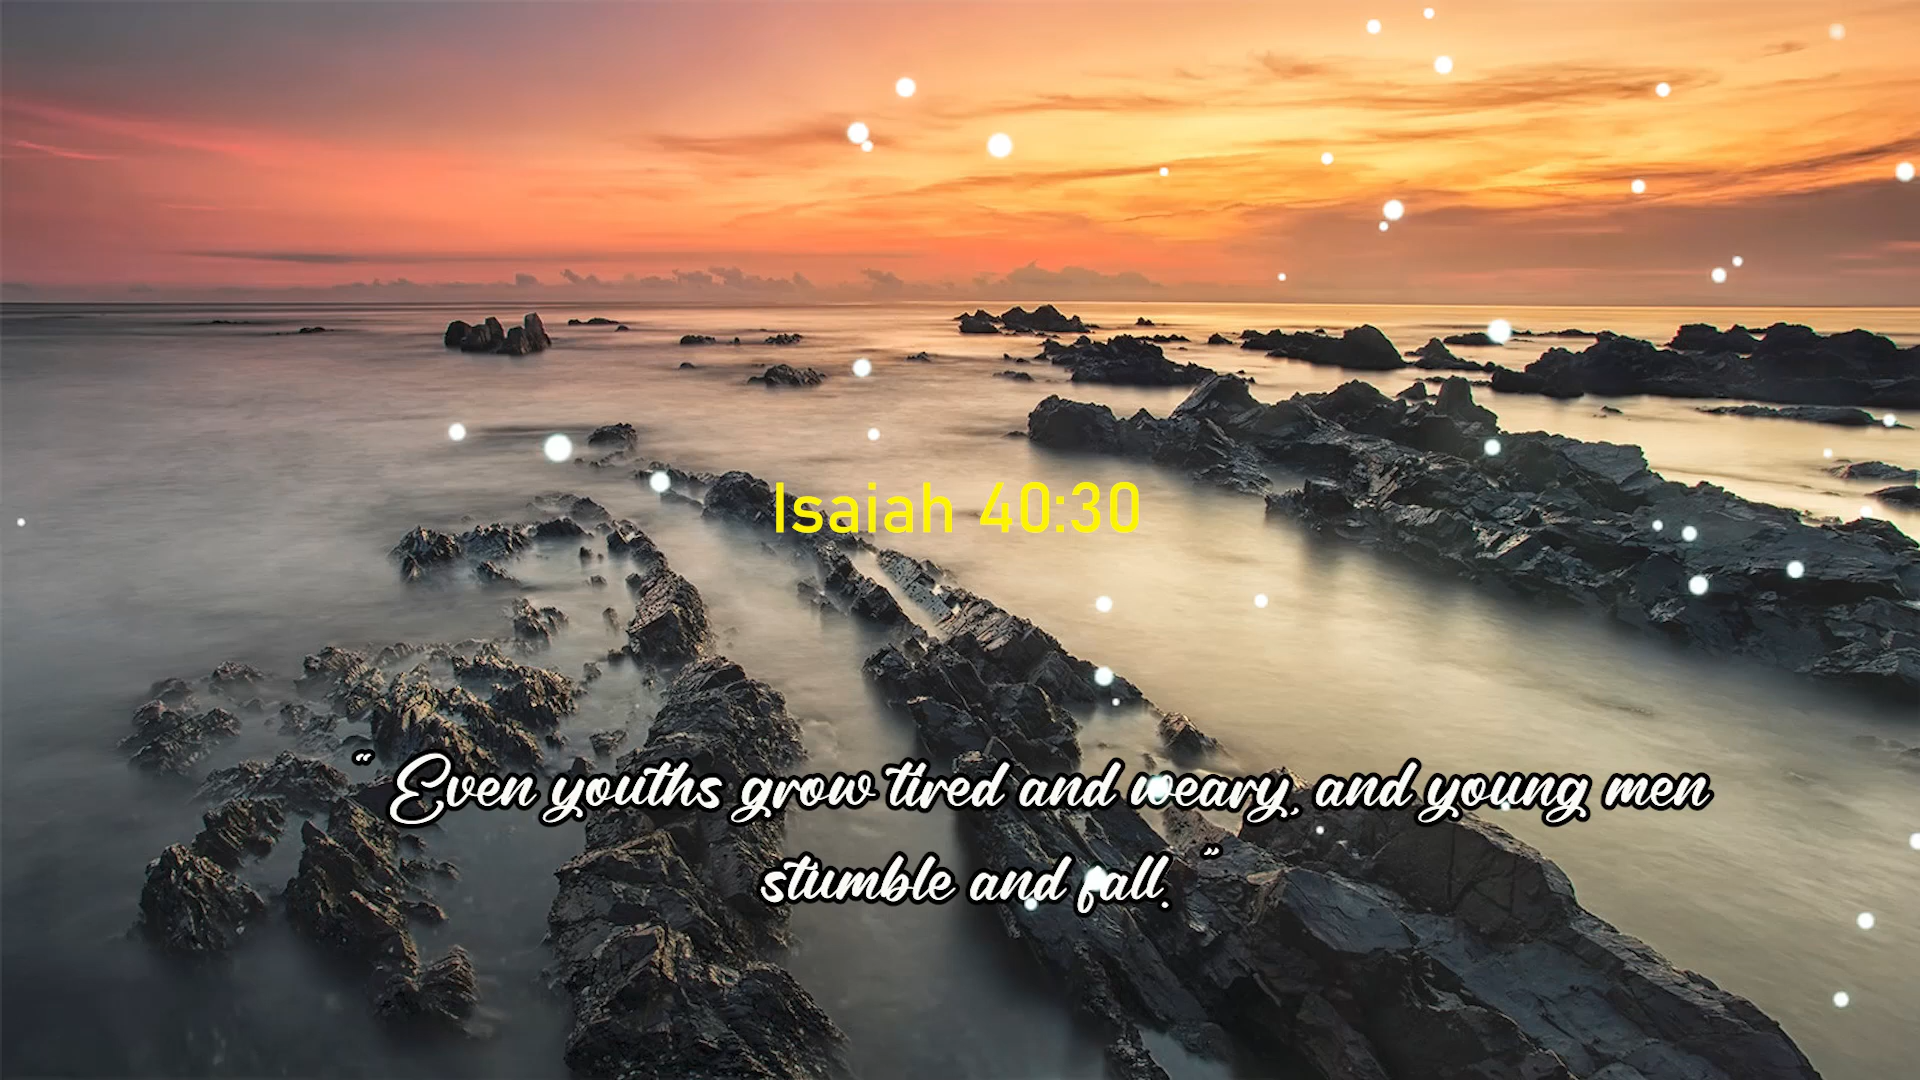 Isaiah 40:30
" Even youths grow tired and weary, and young men
stumble and fall. "